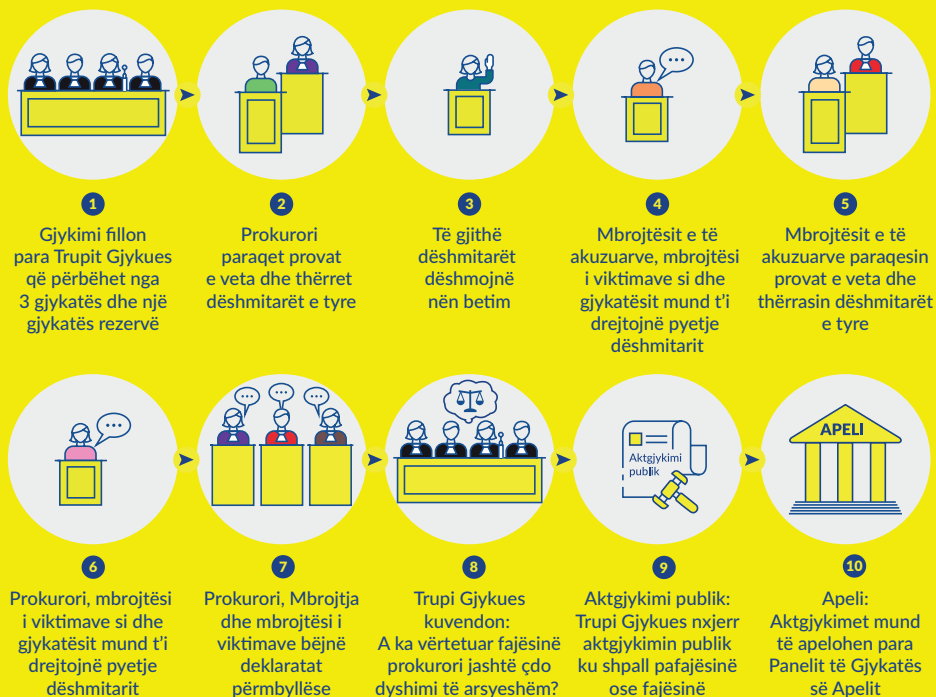 1
Gjykimi fillon
para Trupit Gjykues
që përbëhet nga
3 gjykatës dhe një
gjykatës rezervë
2
Prokurori
paraqet provat
e veta dhe thërret
dëshmitarët e tyre
3
Të gjithë
dëshmitarët
dëshmojnë
nën betim
4
Mbrojtësit e të
akuzuarve, mbrojtësi
i viktimave si dhe
gjykatësit mund t'i
drejtojnë pyetje
dëshmitarit
5
Mbrojtësit e të
akuzuarve paraqesin
provat e veta dhe
thërrasin dëshmitarët
e tyre
6
Prokurori, mbrojtësi
i viktimave si dhe
gjykatësit mund t'i
drejtojnë pyetje
dëshmitarit
7
Prokurori, Mbrojtja
dhe mbrojtësi i
viktimave bëjnë
deklaratat
përmbyllëse
8
Trupi Gjykues
kuvendon:
A ka vërtetuar fajësinë
prokurori jashtë çdo
dyshimi të arsyeshëm?
Aktgjykimi
publik
9
Aktgjykimi publik:
Trupi Gjykues nxjerr
aktgjykimin publik
ku shpall pafajësinë
ose fajësinë
APELI
10
Apeli:
Aktgjykimet mund
të apelohen para
Panelit të Gjykatës
së Apelit